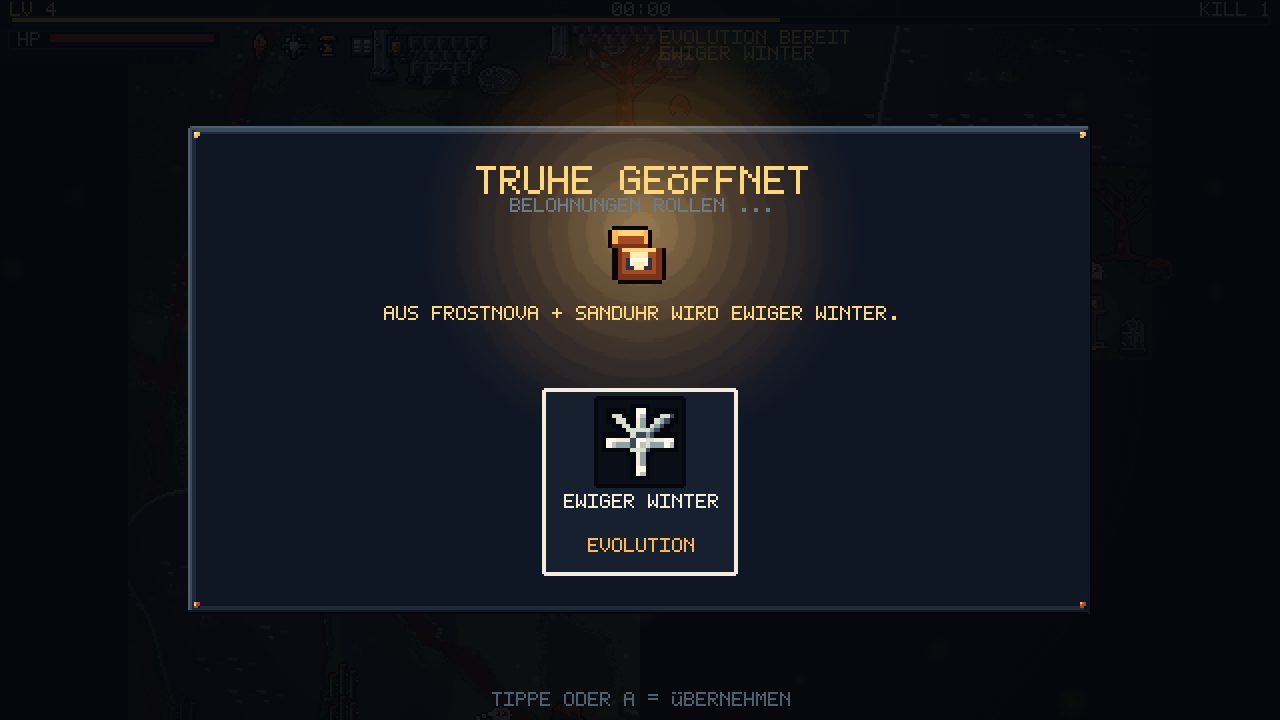 LV 4
00:00
KILL 1
HP
EVOLUTION BEREIT
EWIGER WINTER
TRUHE GEöFFNET
BELOHNUNGEN ROLLEN ...
AUS FROSTNOVA + SANDUHR WIRD EWIGER WINTER.
EWIGER WINTER
EVOLUTION
TIPPE ODER A = üBERNEHMEN